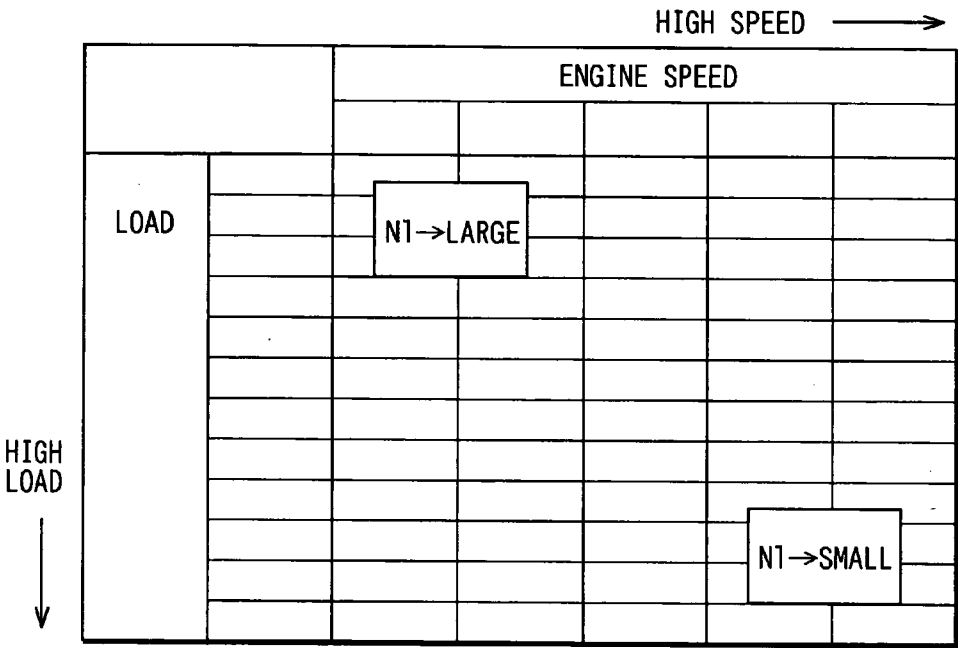 HIGH SPEED →
ENGINE SPEED
LOAD
N1→LARGE
HIGH
LOAD
N1→SMALL